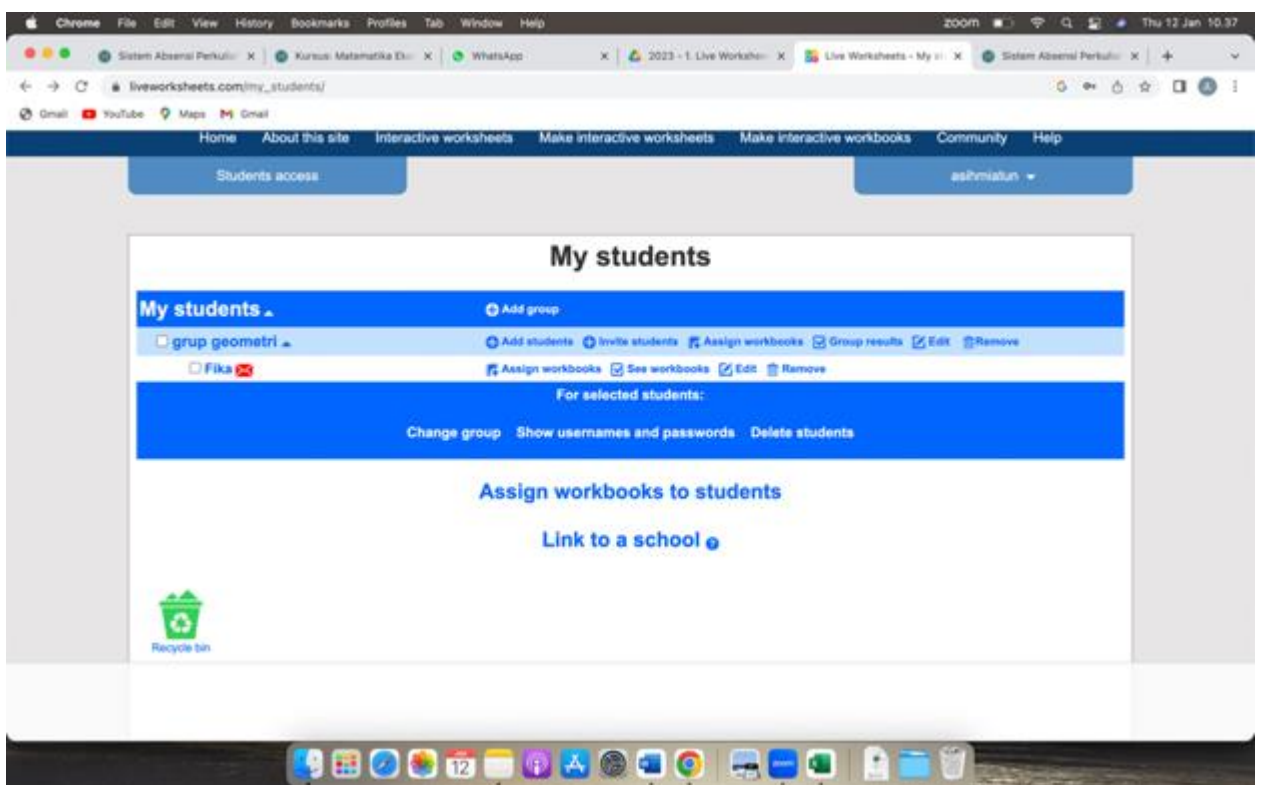 Chrome File Edit View History Bookmarks Profiles Tab Window Help zoom Thu 12 Jan 10.37
Sistem Absensi Perkulia Kursus: Matematika WhatsApp 2023 - 1. Live Live Worksheets - My Sistem Absensi Perkulia
liveworksheets.com/my_students/
Gmail YouTube Maps Gmail
Home About this site Interactive worksheets Make interactive worksheets Make interactive workbooks Community Help
Students access asihmiatun
My students
My students Add group
grup geometri Add students Invite students Assign workbooks Group results Edit Remove
Fika Assign workbooks See workbooks Edit Remove
For selected students:
Change group Show usernames and passwords Delete students
Assign workbooks to students
Link to a school
Recycle bin
12
zoom